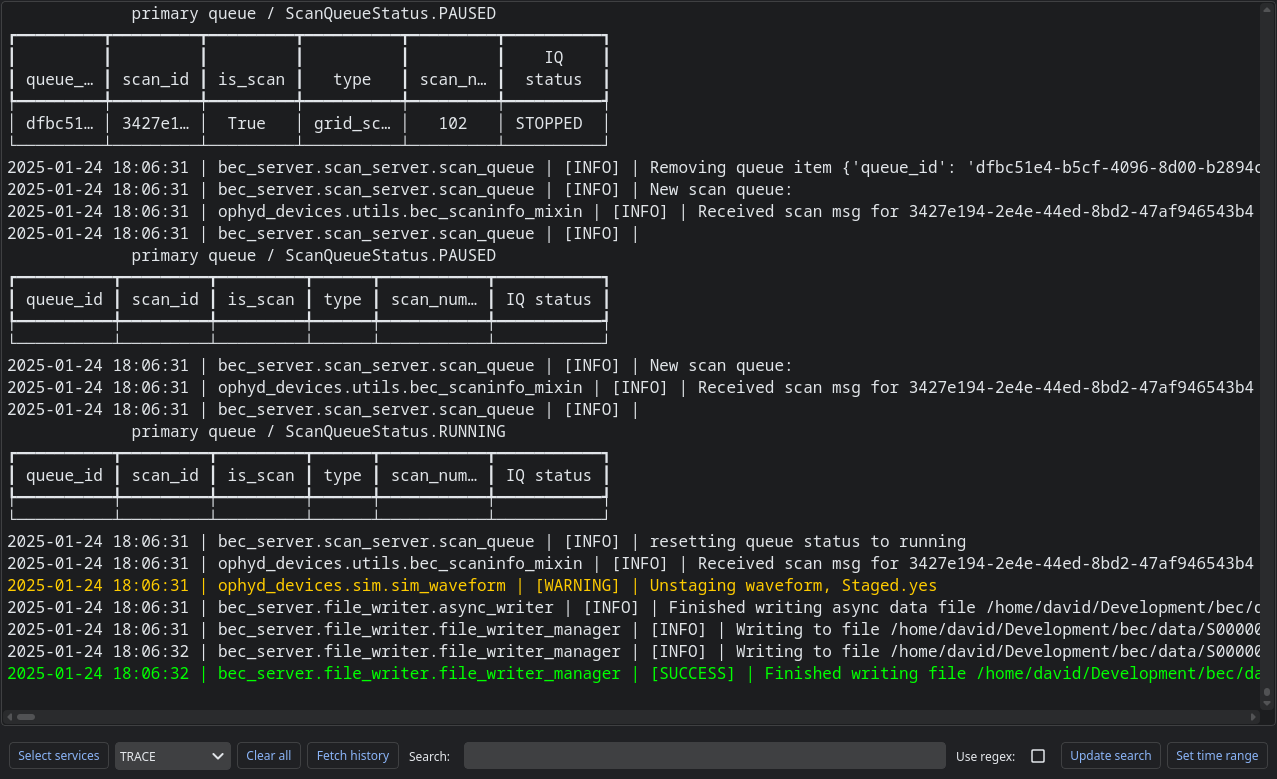 primary queue / ScanQueueStatus.PAUSED
IQ
queue_… scan_id is_scan type scan_n… status
dfbc51… 3427e1… True grid_sc… 102 STOPPED
2025-01-24 18:06:31 | bec_server.scan_server.scan_queue | [INFO] | Removing queue item {'queue_id': 'dfbc51e4-b5cf-4096-8d00-b2894c
2025-01-24 18:06:31 | bec_server.scan_server.scan_queue | [INFO] | New scan queue:
2025-01-24 18:06:31 | ophyd_devices.utils.bec_scaninfo_mixin | [INFO] | Received scan msg for 3427e194-2e4e-44ed-8bd2-47af946543b4
2025-01-24 18:06:31 | bec_server.scan_server.scan_queue | [INFO] |
primary queue / ScanQueueStatus.PAUSED
queue_id scan_id is_scan type scan_num… IQ status
2025-01-24 18:06:31 | bec_server.scan_server.scan_queue | [INFO] | New scan queue:
2025-01-24 18:06:31 | ophyd_devices.utils.bec_scaninfo_mixin | [INFO] | Received scan msg for 3427e194-2e4e-44ed-8bd2-47af946543b4
2025-01-24 18:06:31 | bec_server.scan_server.scan_queue | [INFO] |
primary queue / ScanQueueStatus.RUNNING
queue_id scan_id is_scan type scan_num… IQ status
2025-01-24 18:06:31 | bec_server.scan_server.scan_queue | [INFO] | resetting queue status to running
2025-01-24 18:06:31 | ophyd_devices.utils.bec_scaninfo_mixin | [INFO] | Received scan msg for 3427e194-2e4e-44ed-8bd2-47af946543b4
2025-01-24 18:06:31 | ophyd_devices.sim.sim_waveform | [WARNING] | Unstaging waveform, Staged.yes
2025-01-24 18:06:31 | bec_server.file_writer.async_writer | [INFO] | Finished writing async data file /home/david/Development/bec/d
2025-01-24 18:06:31 | bec_server.file_writer.file_writer_manager | [INFO] | Writing to file /home/david/Development/bec/data/S00000
2025-01-24 18:06:32 | bec_server.file_writer.file_writer_manager | [INFO] | Writing to file /home/david/Development/bec/data/S00000
2025-01-24 18:06:32 | bec_server.file_writer.file_writer_manager | [SUCCESS] | Finished writing file /home/david/Development/bec/da
Select services TRACE Clear all Fetch history Search: Use regex: Update search Set time range